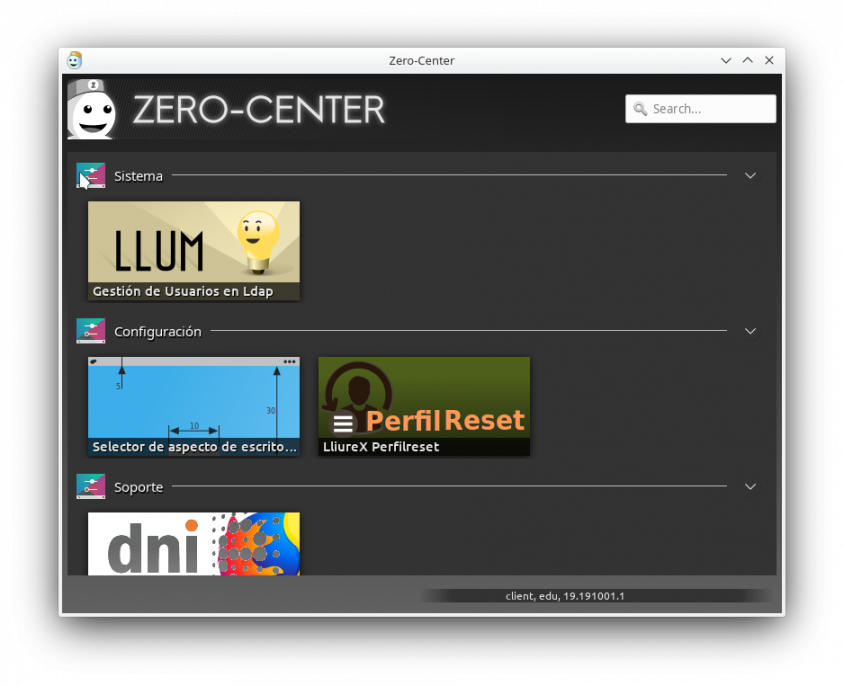 Zero-Center
ZERO-CENTER
Search...
Sistema
LLUM
Gestión de Usuarios en Ldap
Configuración
5
10
30
Selector de aspecto de escrito...
PerfilReset
LliureX Perfilreset
Soporte
dni
client, edu, 19.191001.1